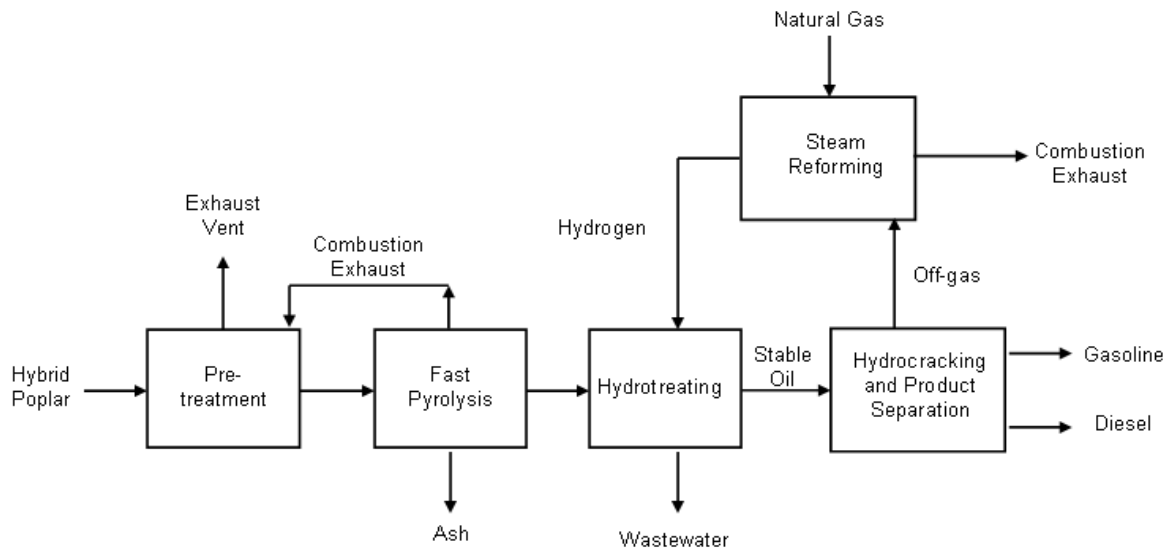 Natural Gas
Steam
Reforming
Combustion
Exhaust
Exhaust
Vent
Hydrogen
Combustion
Exhaust
Off-gas
Hybrid
Poplar
Pre-
treatment
Fast
Pyrolysis
Hydrotreating
Stable
Oil
Hydrocracking
and Product
Separation
Gasoline
Diesel
Ash
Wastewater